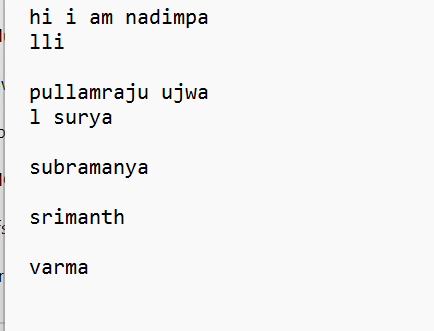 hi i am nadimpa
lli
pullamraju ujwa
l surya
subramanya
srimanth
varma